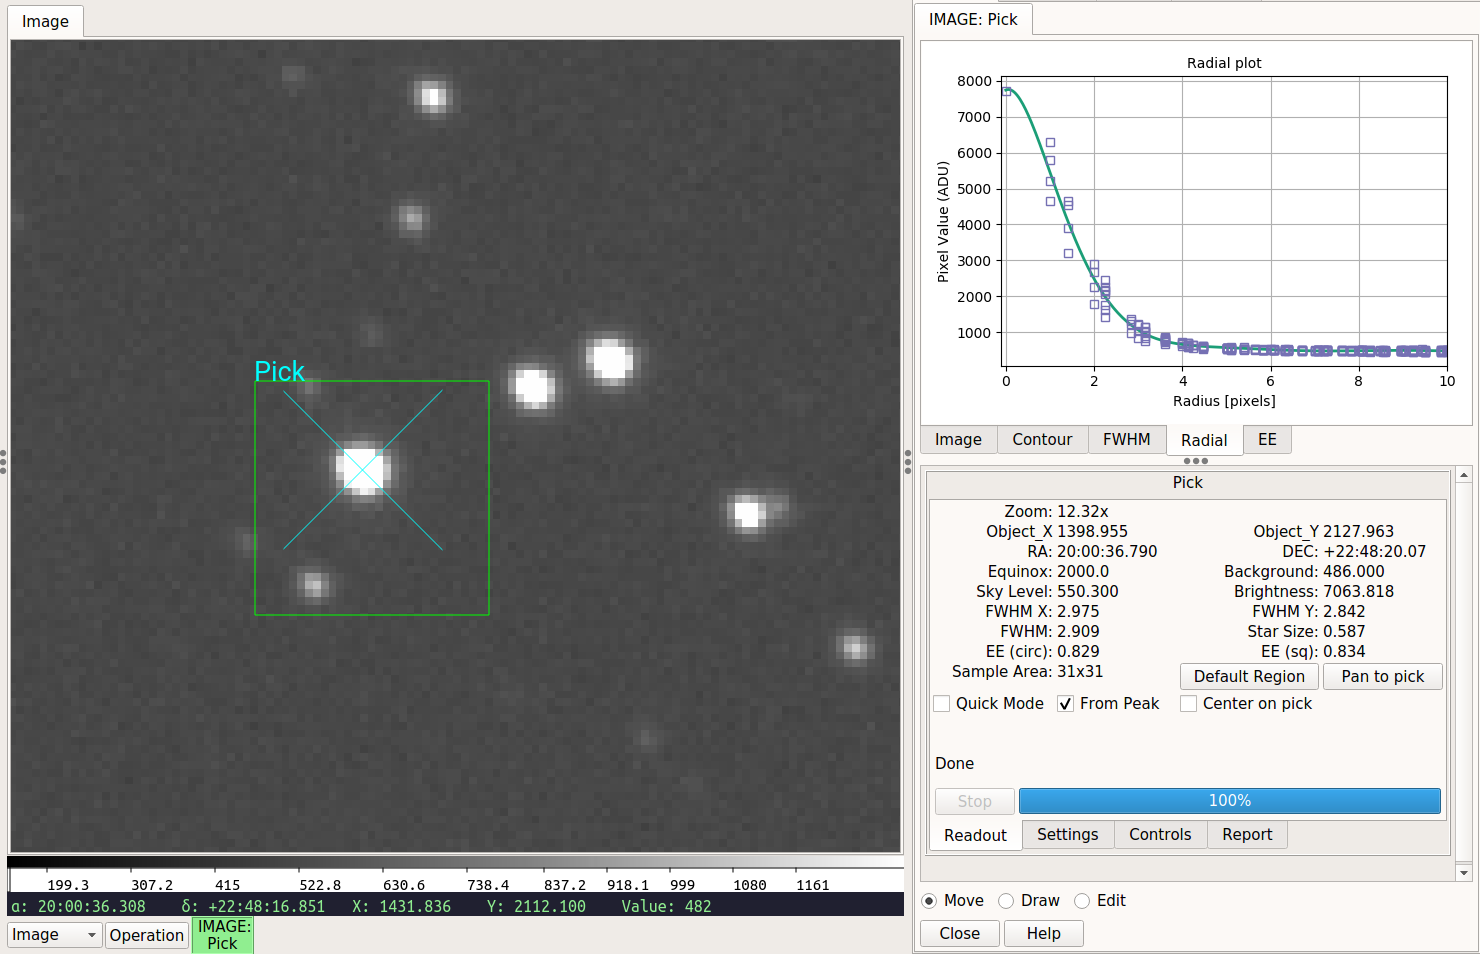 Image
Pick
199.3 307.2 415 522.8 630.6 738.4 837.2 918.1 999 1080 1161
α: 20:00:36.308 δ: +22:48:16.851 X: 1431.836 Y: 2112.100 Value: 482
Image Operation IMAGE:
Pick
IMAGE: Pick
Radial plot
8000
7000
6000
5000
4000
3000
2000
1000
Pixel Value (ADU)
0 2 4 6 8 10
Radius [pixels]
Image Contour FWHM Radial EE
Pick
Zoom: 12.32x
Object_X 1398.955 Object_Y 2127.963
RA: 20:00:36.790 DEC: +22:48:20.07
Equinox: 2000.0 Background: 486.000
Sky Level: 550.300 Brightness: 7063.818
FWHM X: 2.975 FWHM Y: 2.842
FWHM: 2.909 Star Size: 0.587
EE (circ): 0.829 EE (sq): 0.834
Sample Area: 31x31 Default Region Pan to pick
Quick Mode From Peak Center on pick
Done
Stop 100%
Readout Settings Controls Report
Move Draw Edit
Close Help